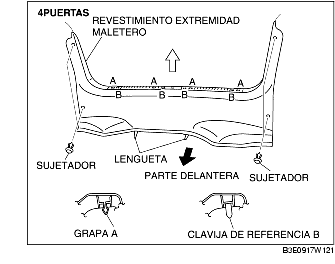 4PUERTAS
REVESTIMIENTO EXTREMIDAD
MALETERO
A A A A
B B B B
SUJETADOR
LENGUETA
PARTE DELANTERA
SUJETADOR
GRAPA A
CLAVIJA DE REFERENCIA B
B3E0917W121